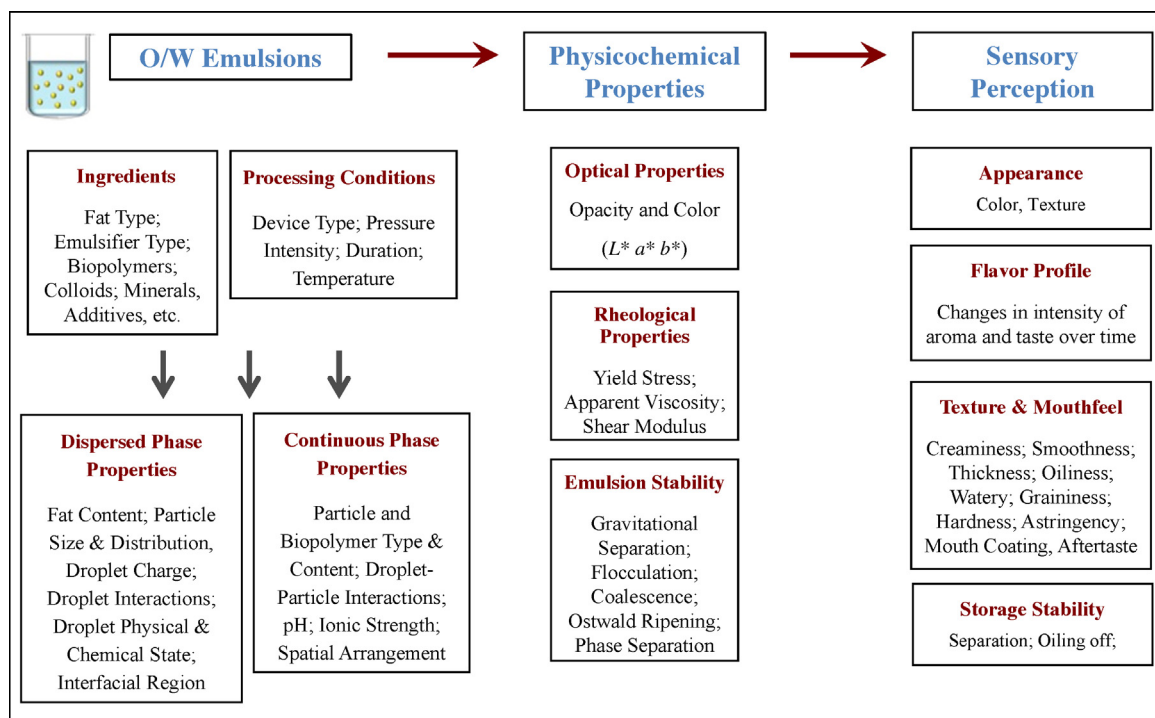 O/W Emulsions
Physicochemical
Properties
Sensory
Perception
Ingredients
Fat Type;
Emulsifier Type;
Biopolymers;
Colloids; Minerals,
Additives, etc.
Processing Conditions
Device Type; Pressure
Intensity; Duration;
Temperature
Dispersed Phase
Properties
Fat Content; Particle
Size & Distribution,
Droplet Charge;
Droplet Interactions;
Droplet Physical &
Chemical State;
Interfacial Region
Continuous Phase
Properties
Particle and
Biopolymer Type &
Content; Droplet-
Particle Interactions;
pH; Ionic Strength;
Spatial Arrangement
Optical Properties
Opacity and Color
(L* a* b*)
Rheological
Properties
Yield Stress;
Apparent Viscosity;
Shear Modulus
Emulsion Stability
Gravitational
Separation;
Flocculation;
Coalescence;
Ostwald Ripening;
Phase Separation
Appearance
Color, Texture
Flavor Profile
Changes in intensity of
aroma and taste over time
Texture & Mouthfeel
Creaminess; Smoothness;
Thickness; Oiliness;
Watery; Graininess;
Hardness; Astringency;
Mouth Coating, Aftertaste
Storage Stability
Separation; Oiling off;